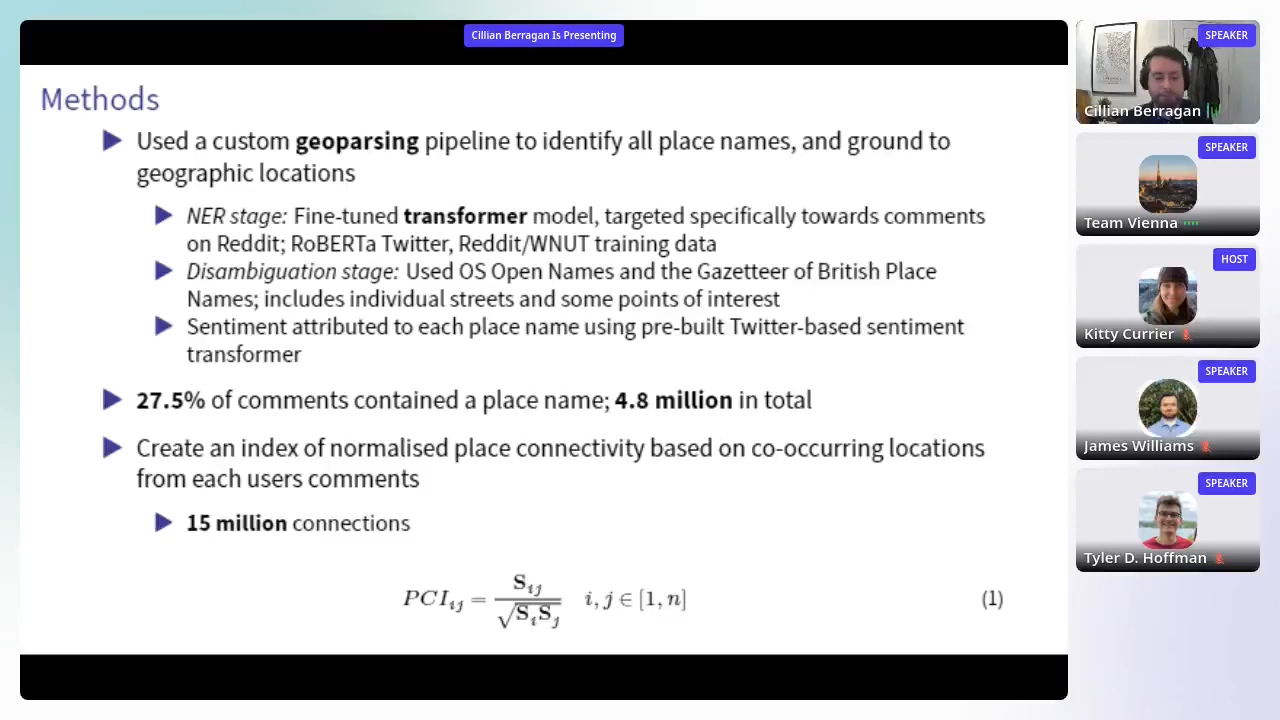 Cillian Berragan Is Presenting
Methods
Used a custom geoparsing pipeline to identify all place names, and ground to
geographic locations
NER stage: Fine-tuned transformer model, targeted specifically towards comments
on Reddit; RoBERTa Twitter, Reddit/WNUT training data
Disambiguation stage: Used OS Open Names and the Gazetteer of British Place
Names; includes individual streets and some points of interest
Sentiment attributed to each place name using pre-built Twitter-based sentiment
transformer
27.5% of comments contained a place name; 4.8 million in total
Create an index of normalised place connectivity based on co-occurring locations
from each users comments
15 million connections
PCI_{ij} = \frac{S_{ij}}{\sqrt{S_i S_j}} i, j ∈ [1, n] (1)
SPEAKER
Cillian Berragan
SPEAKER
Team Vienna
HOST
Kitty Currier
SPEAKER
James Williams
SPEAKER
Tyler D. Hoffman